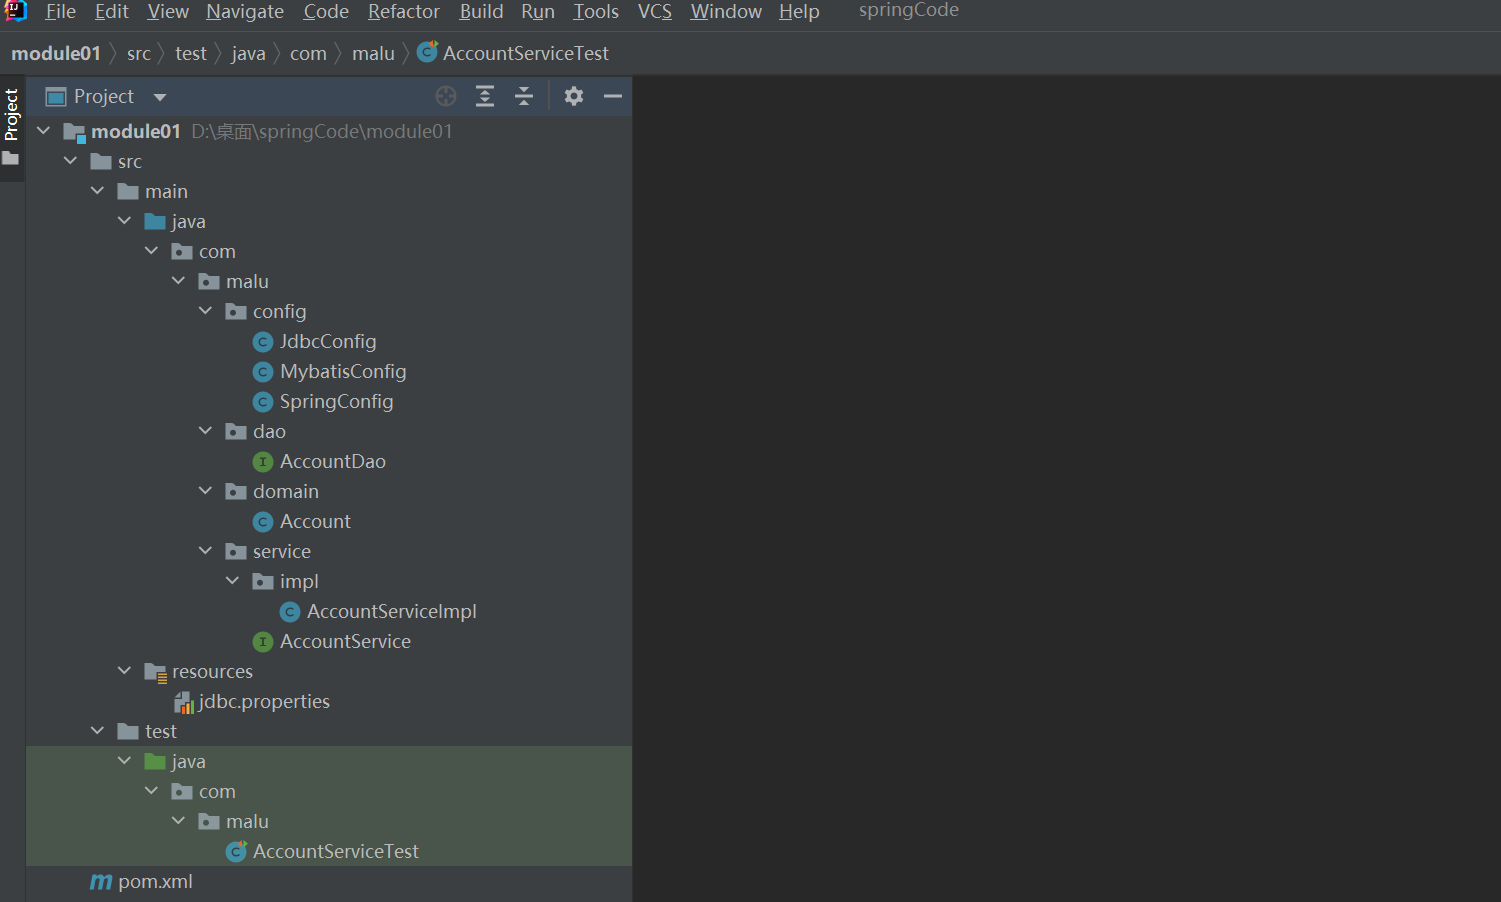 File Edit View Navigate Code Refactor Build Run Tools VCS Window Help springCode
module01 src test java com malu AccountServiceTest
Project
Project
module01 D:\桌面\springCode\module01
src
main
java
com
malu
config
JdbcConfig
MybatisConfig
SpringConfig
dao
AccountDao
domain
Account
service
impl
AccountServiceImpl
AccountService
resources
jdbc.properties
test
java
com
malu
AccountServiceTest
pom.xml